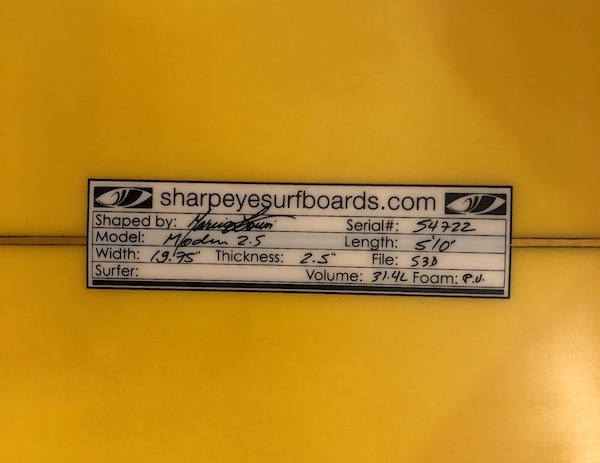 sharpeyesurfboards.com
Shaped by: Serial#: 54722
Model: Modern 2.5 Length: 5'10"
Width: 19.75" Thickness: 2.5" File: 53D
Surfer: Volume: 31.4L Foam: P.U.